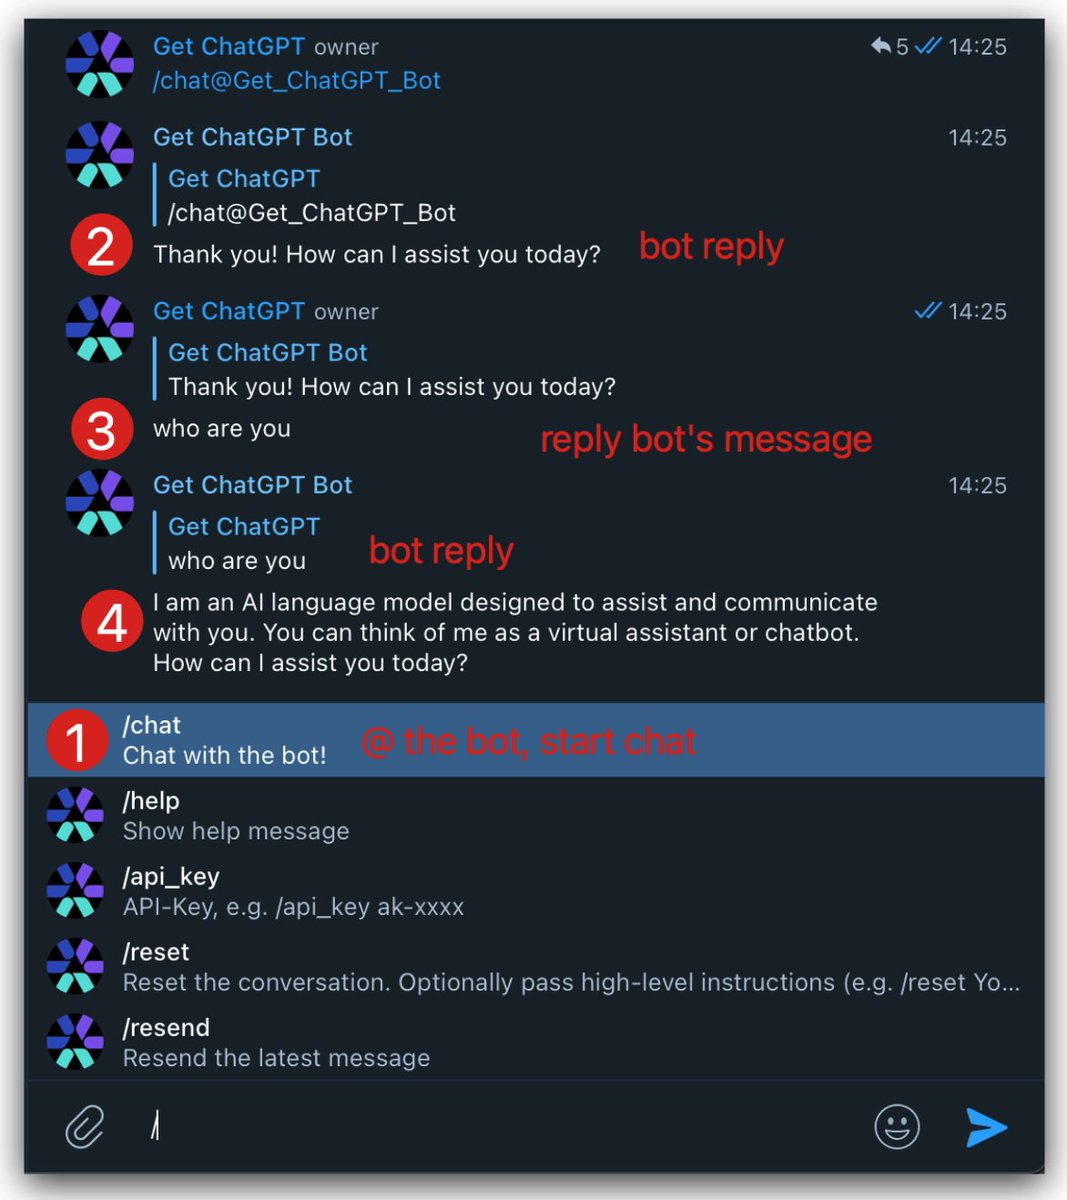 Get ChatGPT owner 5 14:25
/chat@Get_ChatGPT_Bot
Get ChatGPT Bot 14:25
Get ChatGPT
/chat@Get_ChatGPT_Bot
2 Thank you! How can I assist you today? bot reply
Get ChatGPT owner 14:25
Get ChatGPT Bot
Thank you! How can I assist you today?
3 who are you reply bot's message
Get ChatGPT Bot 14:25
Get ChatGPT
who are you bot reply
4 I am an AI language model designed to assist and communicate
with you. You can think of me as a virtual assistant or chatbot.
How can I assist you today?
1 /chat @ the bot, start chat
Chat with the bot!
/help
Show help message
/api_key
API-Key, e.g. /api_key ak-xxxx
/reset
Reset the conversation. Optionally pass high-level instructions (e.g. /reset Yo...
/resend
Resend the latest message
/